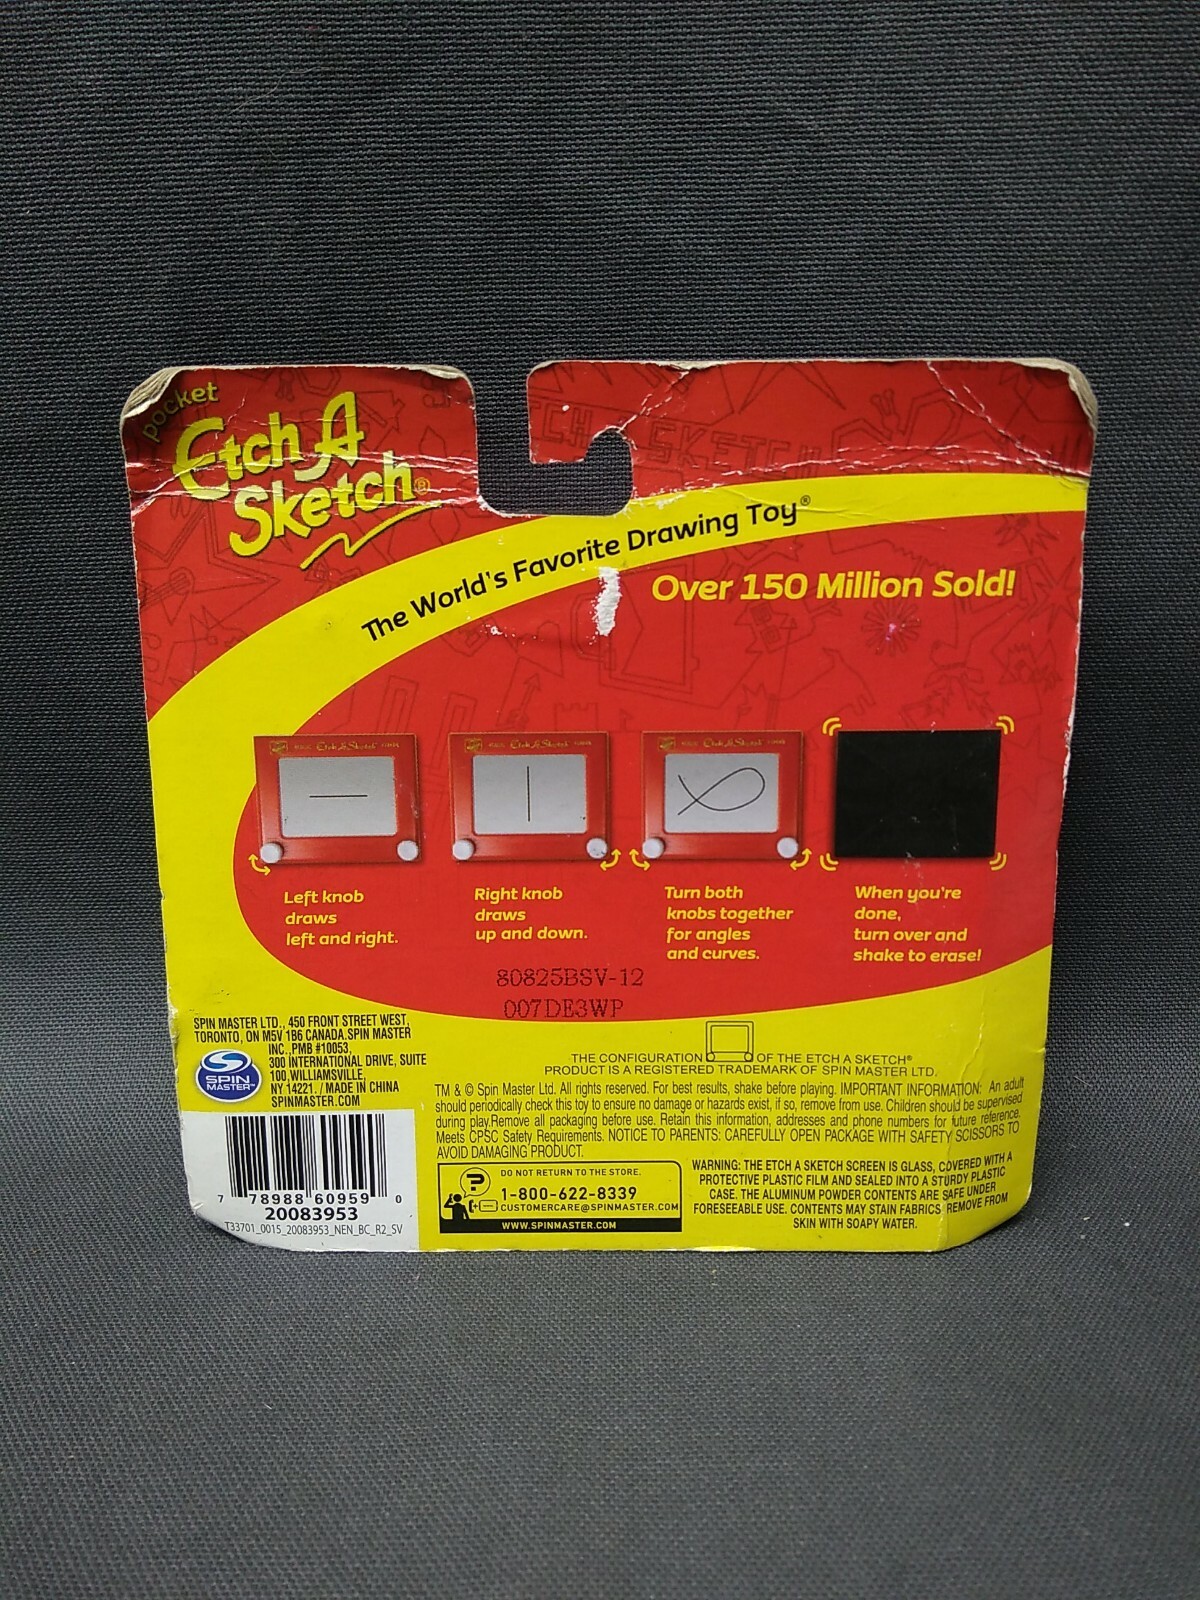 pocket
Etch A
Sketch®
The World's Favorite Drawing Toy®
Over 150 Million Sold!
Left knob
draws
left and right.
Right knob
draws
up and down.
Turn both
knobs together
for angles
and curves.
When you're
done,
turn over and
shake to erase!
80825BSV-12
007DE3WP
SPIN MASTER LTD., 450 FRONT STREET WEST,
TORONTO, ON M5V 1B6 CANADA.SPIN MASTER
INC.,PMB #10053,
300 INTERNATIONAL DRIVE, SUITE
100,WILLIAMSVILLE,
NY 14221. / MADE IN CHINA
SPINMASTER.COM
SPIN
MASTER™
7 78988 60959 0
20083953
T33701_0015_20083953_NEN_BC_R2_SV
THE CONFIGURATION OF THE ETCH A SKETCH®
PRODUCT IS A REGISTERED TRADEMARK OF SPIN MASTER LTD.
TM & © Spin Master Ltd. All rights reserved. For best results, shake before playing. IMPORTANT INFORMATION: An adult
should periodically check this toy to ensure no damage or hazards exist, if so, remove from use. Children should be supervised
during play.Remove all packaging before use. Retain this information, addresses and phone numbers for future reference.
Meets CPSC Safety Requirements. NOTICE TO PARENTS: CAREFULLY OPEN PACKAGE WITH SAFETY SCISSORS TO
AVOID DAMAGING PRODUCT.
DO NOT RETURN TO THE STORE.
1-800-622-8339
CUSTOMERCARE@SPINMASTER.COM
WWW.SPINMASTER.COM
WARNING: THE ETCH A SKETCH SCREEN IS GLASS, COVERED WITH A
PROTECTIVE PLASTIC FILM AND SEALED INTO A STURDY PLASTIC
CASE. THE ALUMINUM POWDER CONTENTS ARE SAFE UNDER
FORESEEABLE USE. CONTENTS MAY STAIN FABRICS REMOVE FROM
SKIN WITH SOAPY WATER.